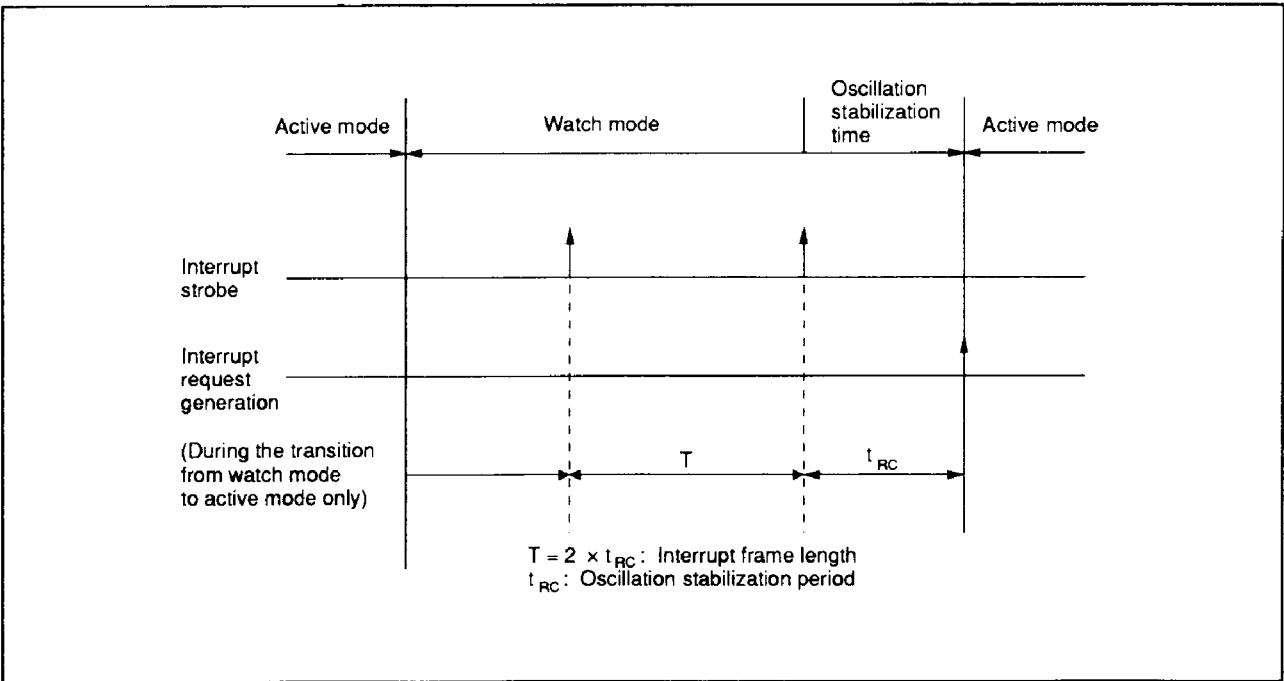 Active mode
Watch mode
Oscillation
stabilization
time
Active mode
Interrupt
strobe
Interrupt
request
generation
(During the transition
from watch mode
to active mode only)
T
t RC
T = 2 × t RC : Interrupt frame length
t RC : Oscillation stabilization period